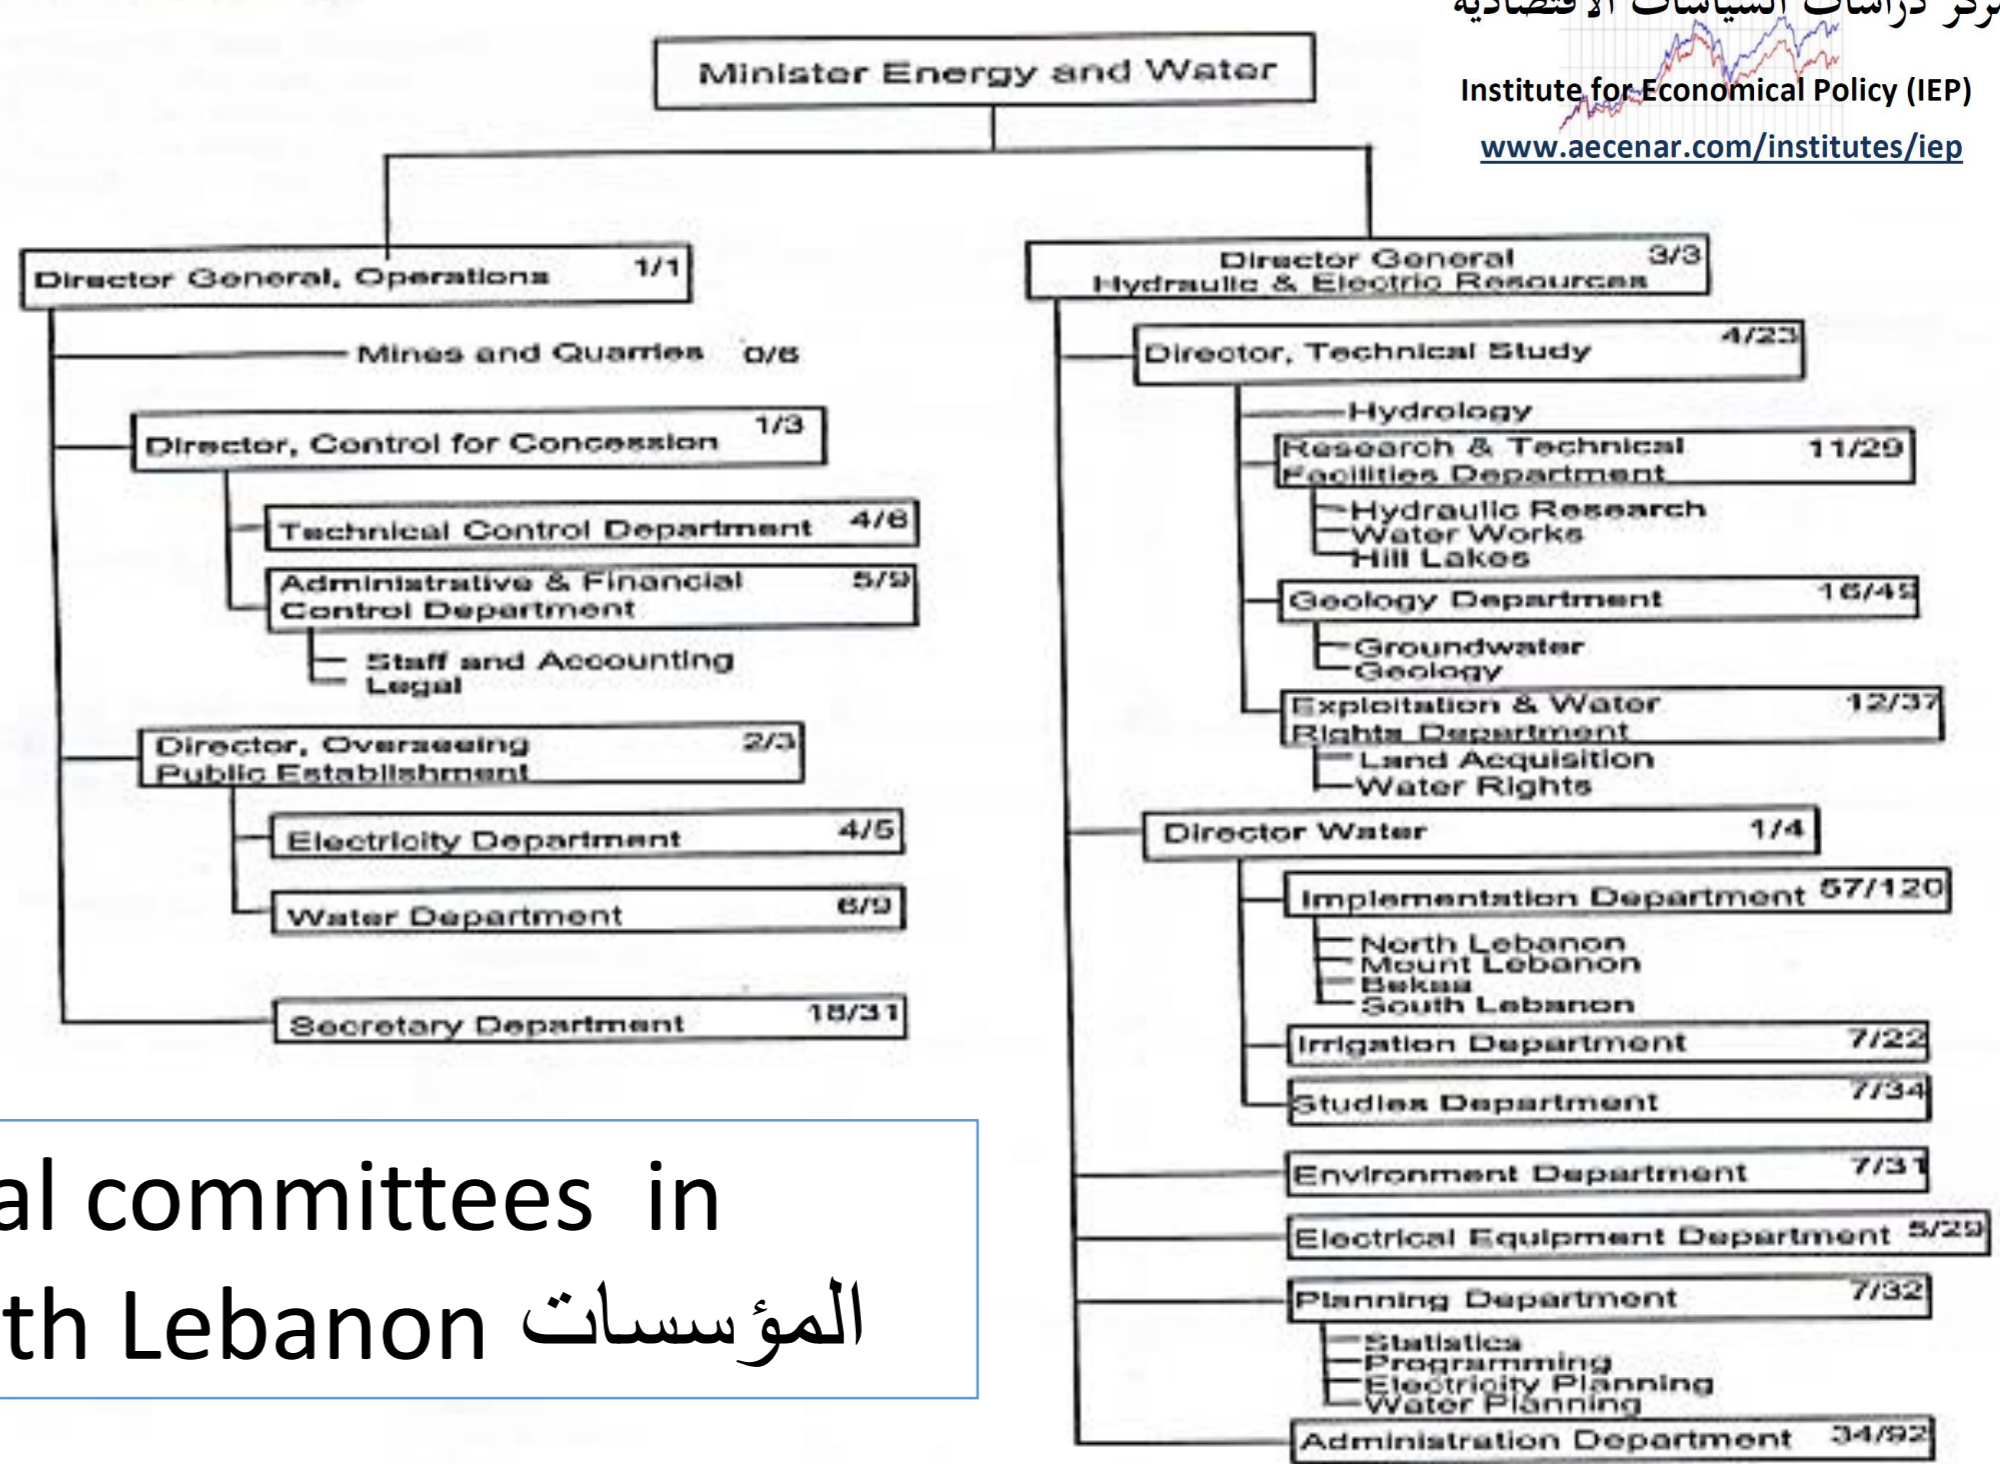 مركز دراسات السياسات الاقتصادية
Institute for Economical Policy (IEP)
www.aecenar.com/institutes/iep
Minister Energy and Water
Director General, Operations 1/1
Mines and Quarries 0/6
Director, Control for Concession 1/3
Technical Control Department 4/6
Administrative & Financial 5/9
Control Department
Staff and Accounting
Legal
Director, Overseeing 2/3
Public Establishment
Electricity Department 4/5
Water Department 6/9
Secretary Department 18/31
Director General 3/3
Hydraulic & Electric Resources
Director, Technical Study 4/23
Hydrology
Research & Technical 11/29
Facilities Department
Hydraulic Research
Water Works
Hill Lakes
Geology Department 16/49
Groundwater
Geology
Exploitation & Water 12/37
Rights Department
Land Acquisition
Water Rights
Director Water 1/4
Implementation Department 57/120
North Lebanon
Mount Lebanon
Bekaa
South Lebanon
Irrigation Department 7/22
Studies Department 7/34
Environment Department 7/31
Electrical Equipment Department 5/29
Planning Department 7/32
Statistics
Programming
Electricity Planning
Water Planning
Administration Department 34/92
al committees in
th Lebanon المؤسسات